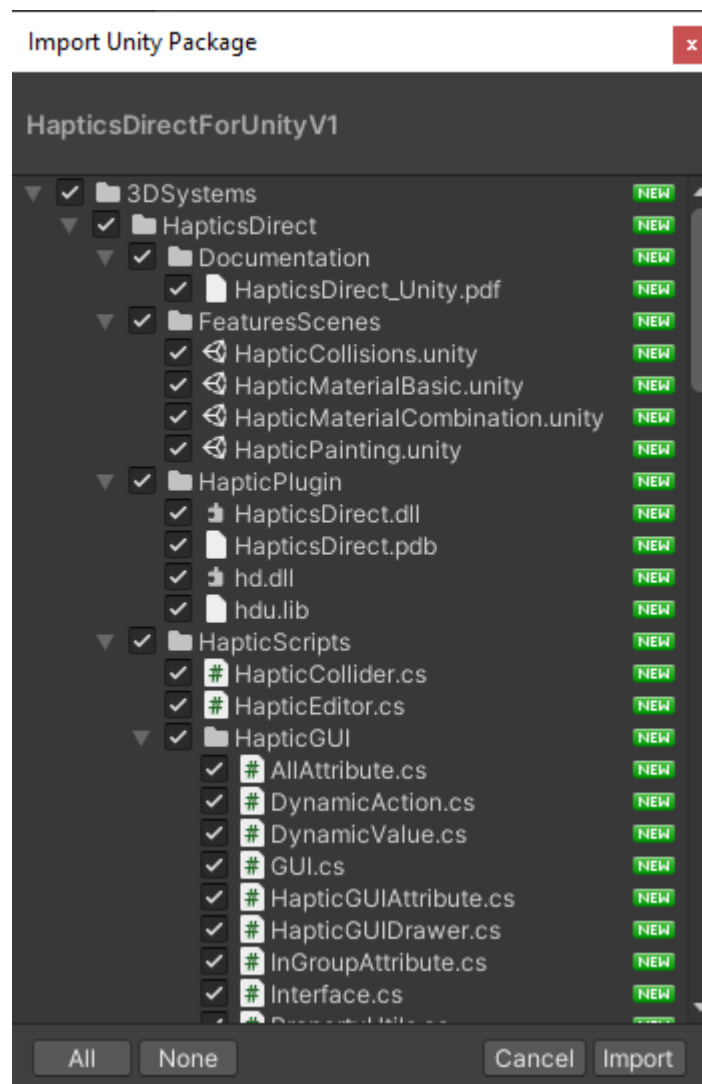 Import Unity Package
x
HapticsDirectForUnityV1
3DSystems NEW
HapticsDirect NEW
Documentation NEW
HapticsDirect_Unity.pdf NEW
FeaturesScenes NEW
HapticCollisions.unity NEW
HapticMaterialBasic.unity NEW
HapticMaterialCombination.unity NEW
HapticPainting.unity NEW
HapticPlugin NEW
HapticsDirect.dll NEW
HapticsDirect.pdb NEW
hd.dll NEW
hdu.lib NEW
HapticScripts NEW
# HapticCollider.cs NEW
# HapticEditor.cs NEW
HapticGUI NEW
# AllAttribute.cs NEW
# DynamicAction.cs NEW
# DynamicValue.cs NEW
# GUI.cs NEW
# HapticGUIAttribute.cs NEW
# HapticGUIDrawer.cs NEW
# InGroupAttribute.cs NEW
# Interface.cs NEW
All None Cancel Import